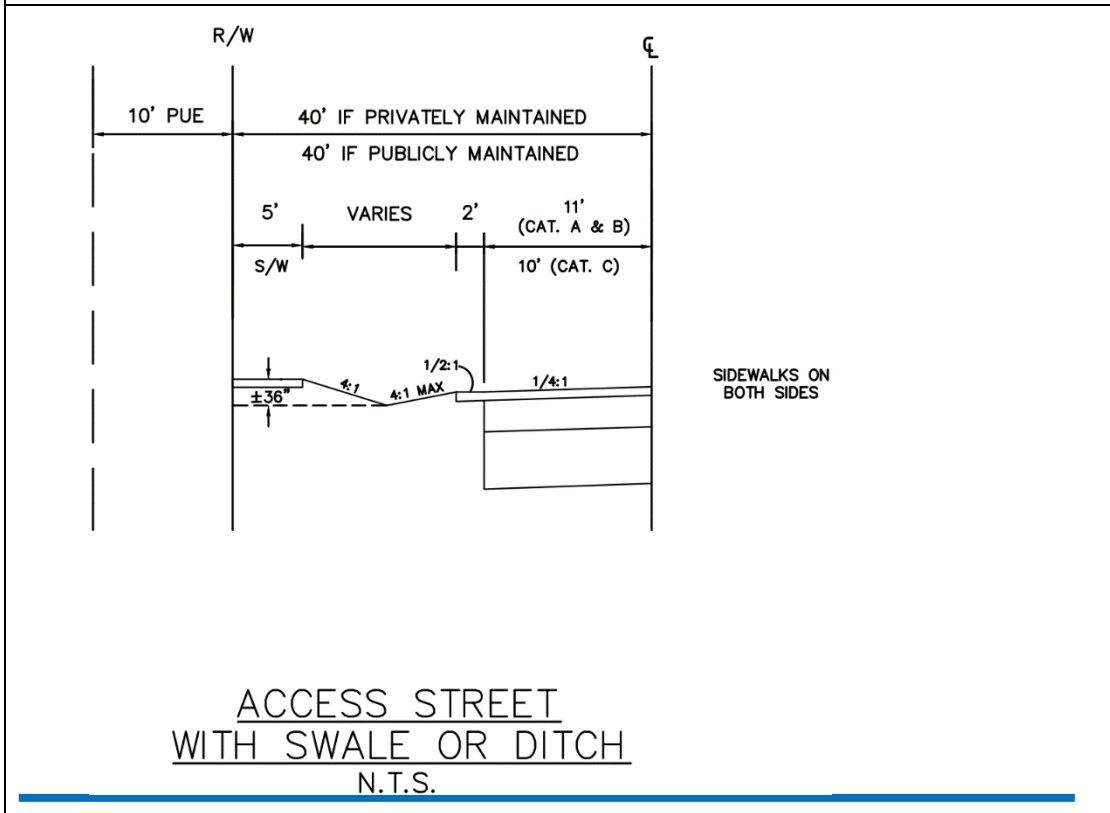 R/W
℄
10' PUE
40' IF PRIVATELY MAINTAINED
40' IF PUBLICLY MAINTAINED
5'
VARIES
2'
11'
(CAT. A & B)
S/W
10' (CAT. C)
±36"
4:1
4:1 MAX
1/2:1
1/4:1
SIDEWALKS ON
BOTH SIDES
ACCESS STREET
WITH SWALE OR DITCH
N.T.S.